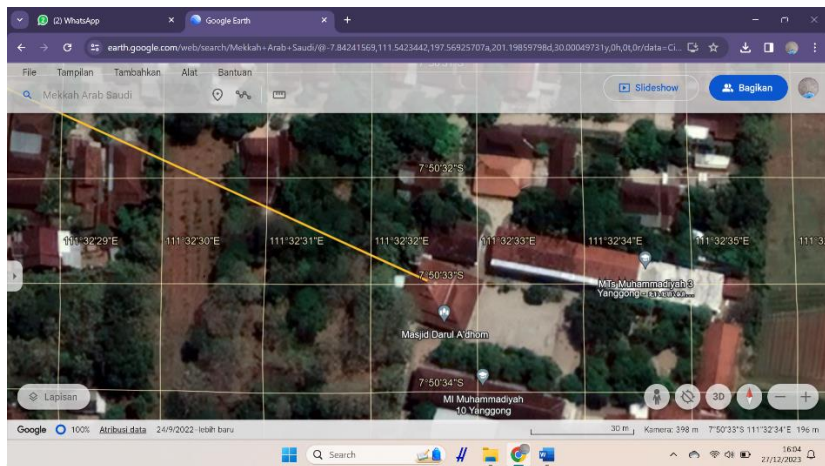 (2) WhatsApp
Google Earth
earth.google.com/web/search/Mekkah+Arab+Saudi/@-7.84241569,111.5423442,197.56925707a,201.19859798d,30.00049731y,0h,0t,0r/data=Ci...
File Tampilan Tambahkan Alat Bantuan
Mekkah Arab Saudi
Slideshow
Bagikan
7°50'32"S
111°32'29"E 111°32'30"E 111°32'31"E 111°32'32"E 111°32'33"E 111°32'34"E 111°32'35"E
7°50'33"S
MTs Muhammadiyah 3
Yanggong
Masjid Darul A'dhom
7°50'34"S
MI Muhammadiyah
10 Yanggong
Lapisan
3D
Google 100% Atribusi data 24/9/2022-lebih baru 30 m Kamera: 398 m 7°50'33"S 111°32'34"E 196 m
Search
16:04
27/12/2023